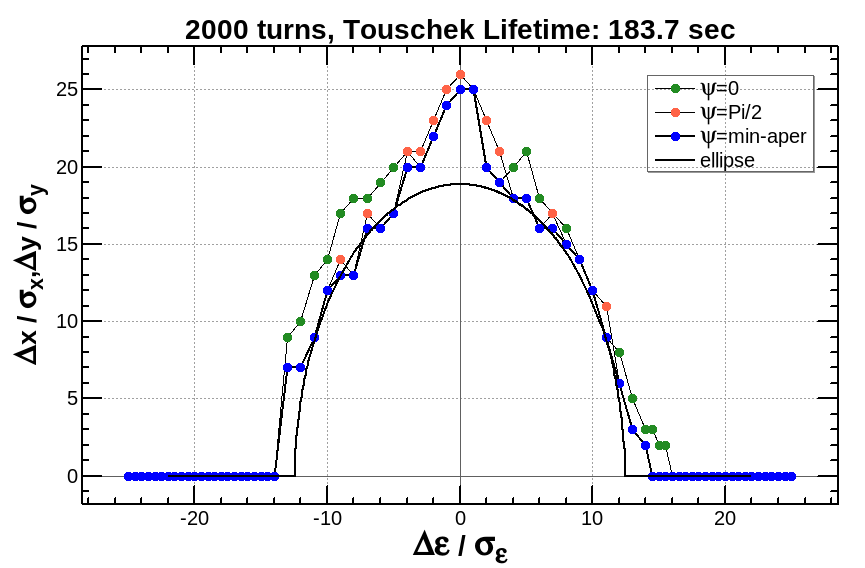 2000 turns, Touschek Lifetime: 183.7 sec
Δx / σx,Δy / σy
25
20
15
10
5
0
ψ=0
ψ=Pi/2
ψ=min-aper
ellipse
-20 -10 0 10 20
Δε / σε